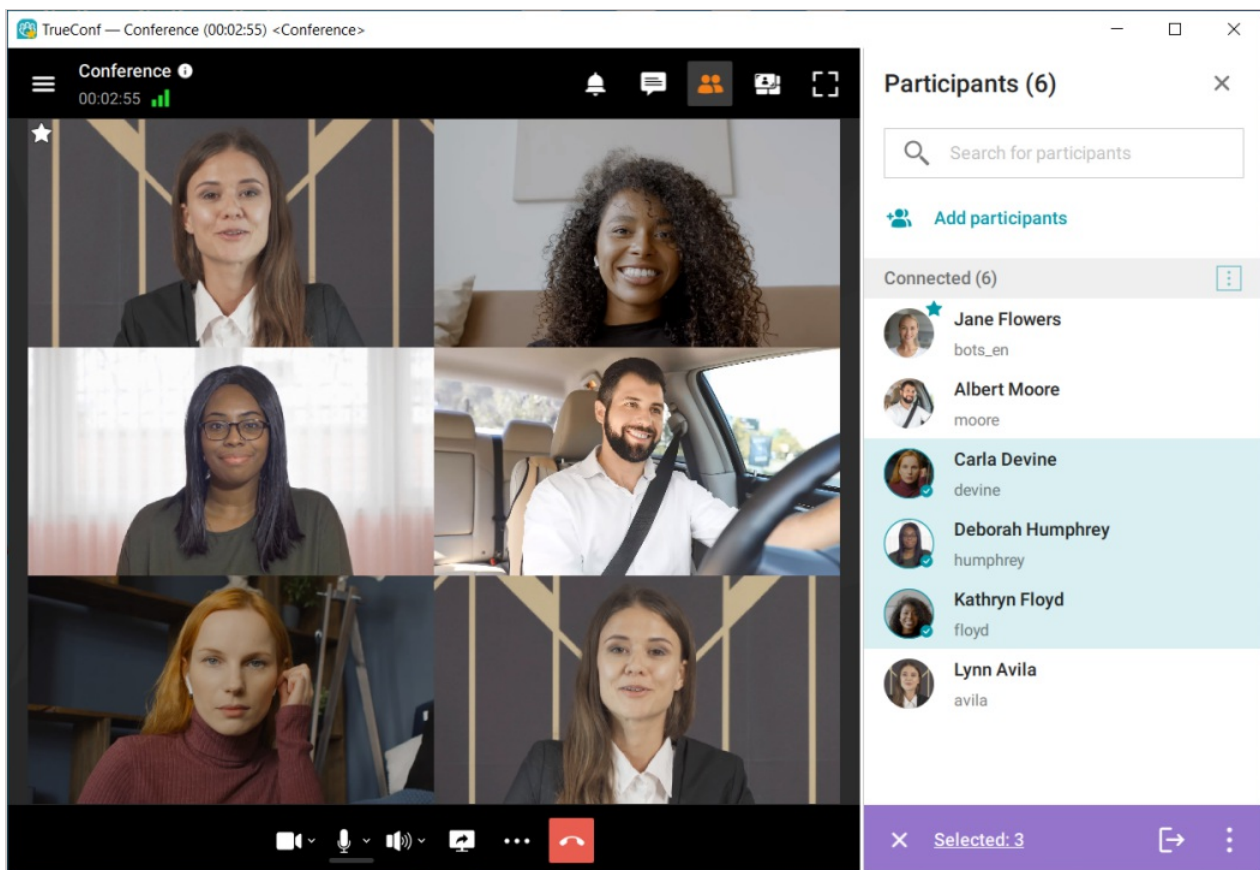 TrueConf — Conference (00:02:55) <Conference>
Conference
00:02:55
Participants (6)
Search for participants
Add participants
Connected (6)
Jane Flowers
bots_en
Albert Moore
moore
Carla Devine
devine
Deborah Humphrey
humphrey
Kathryn Floyd
floyd
Lynn Avila
avila
Selected: 3